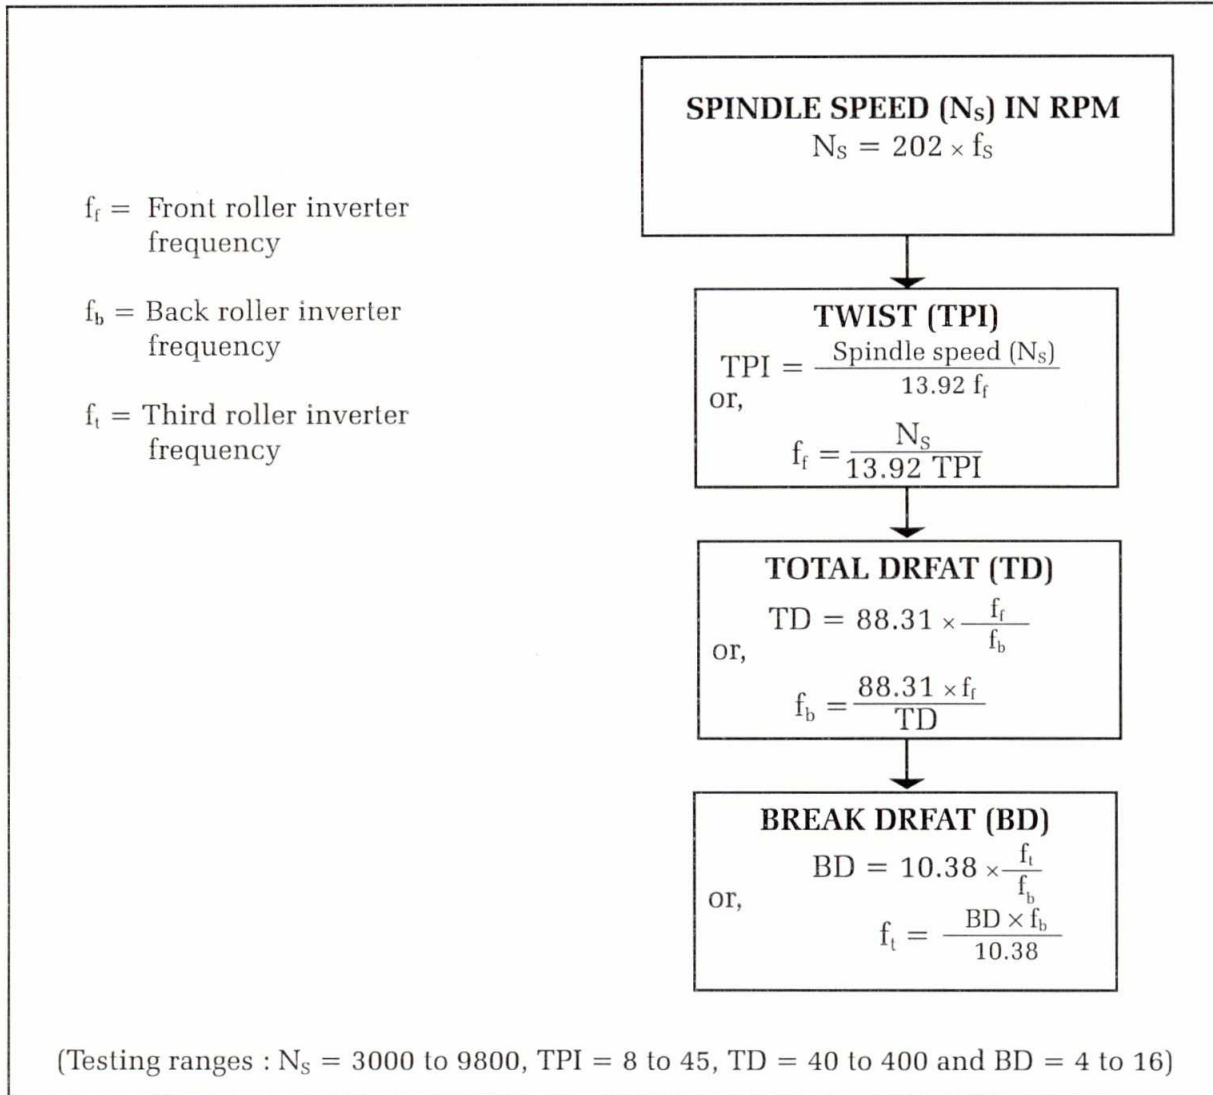 SPINDLE SPEED (Ns) IN RPM
Ns = 202 × fs
ff = Front roller inverter
frequency
fb = Back roller inverter
frequency
ft = Third roller inverter
frequency
TWIST (TPI)
TPI = Spindle speed (Ns) / 13.92 ff
or,
ff = Ns / 13.92 TPI
TOTAL DRFAT (TD)
TD = 88.31 × ff / fb
or,
fb = 88.31 × ff / TD
BREAK DRFAT (BD)
BD = 10.38 × ft / fb
or,
ft = BD × fb / 10.38
(Testing ranges : Ns = 3000 to 9800, TPI = 8 to 45, TD = 40 to 400 and BD = 4 to 16)